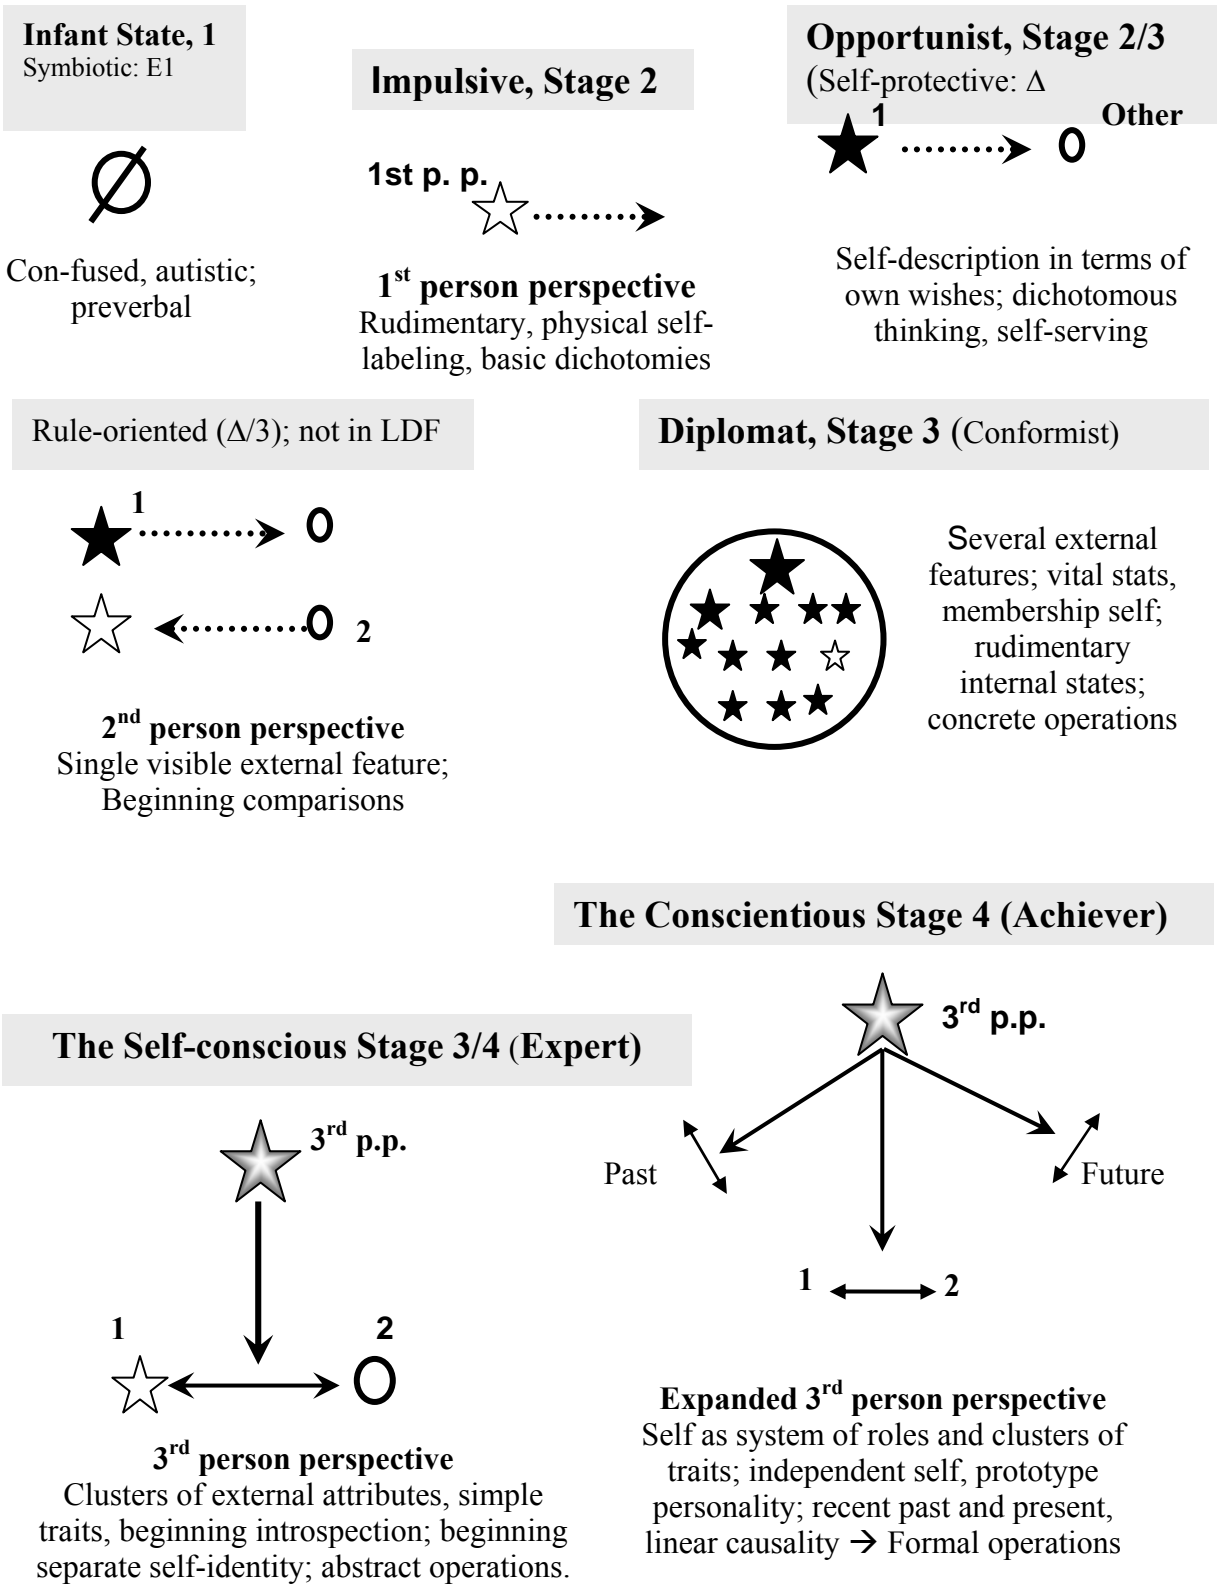 Infant State, 1
Symbiotic: E1
Con-fused, autistic;
preverbal
Impulsive, Stage 2
1st p. p.
1st person perspective
Rudimentary, physical self-
labeling, basic dichotomies
Opportunist, Stage 2/3
(Self-protective: Δ
1
Other
Self-description in terms of
own wishes; dichotomous
thinking, self-serving
Rule-oriented (Δ/3); not in LDF
1
2
2nd person perspective
Single visible external feature;
Beginning comparisons
Diplomat, Stage 3 (Conformist)
Several external
features; vital stats,
membership self;
rudimentary
internal states;
concrete operations
The Self-conscious Stage 3/4 (Expert)
3rd p.p.
1
2
3rd person perspective
Clusters of external attributes, simple
traits, beginning introspection; beginning
separate self-identity; abstract operations.
The Conscientious Stage 4 (Achiever)
3rd p.p.
Past
Future
1
2
Expanded 3rd person perspective
Self as system of roles and clusters of
traits; independent self, prototype
personality; recent past and present,
linear causality → Formal operations